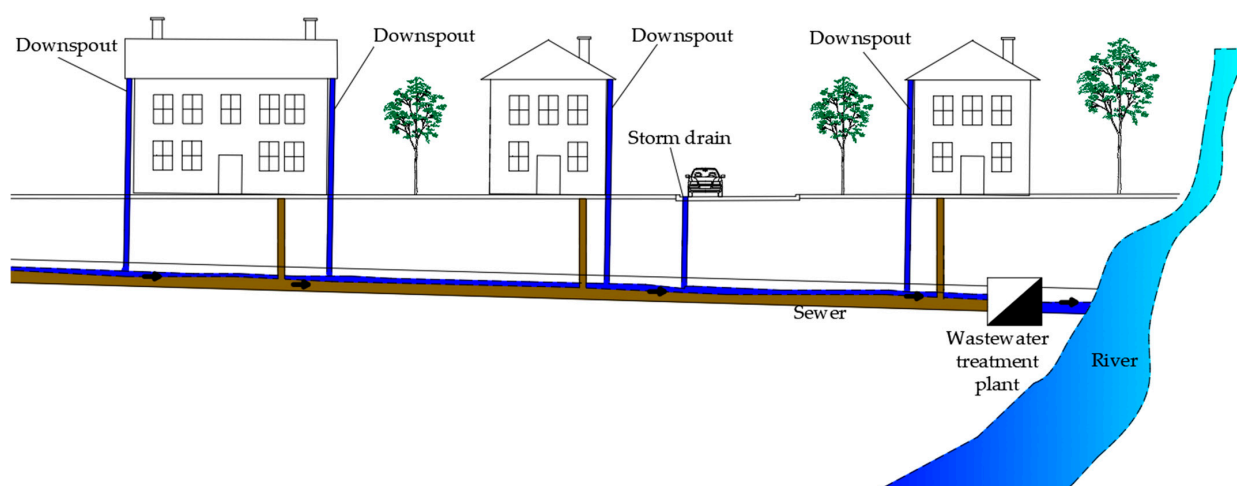 Downspout
Downspout
Downspout
Downspout
Storm drain
Sewer
Wastewater
treatment
plant
River